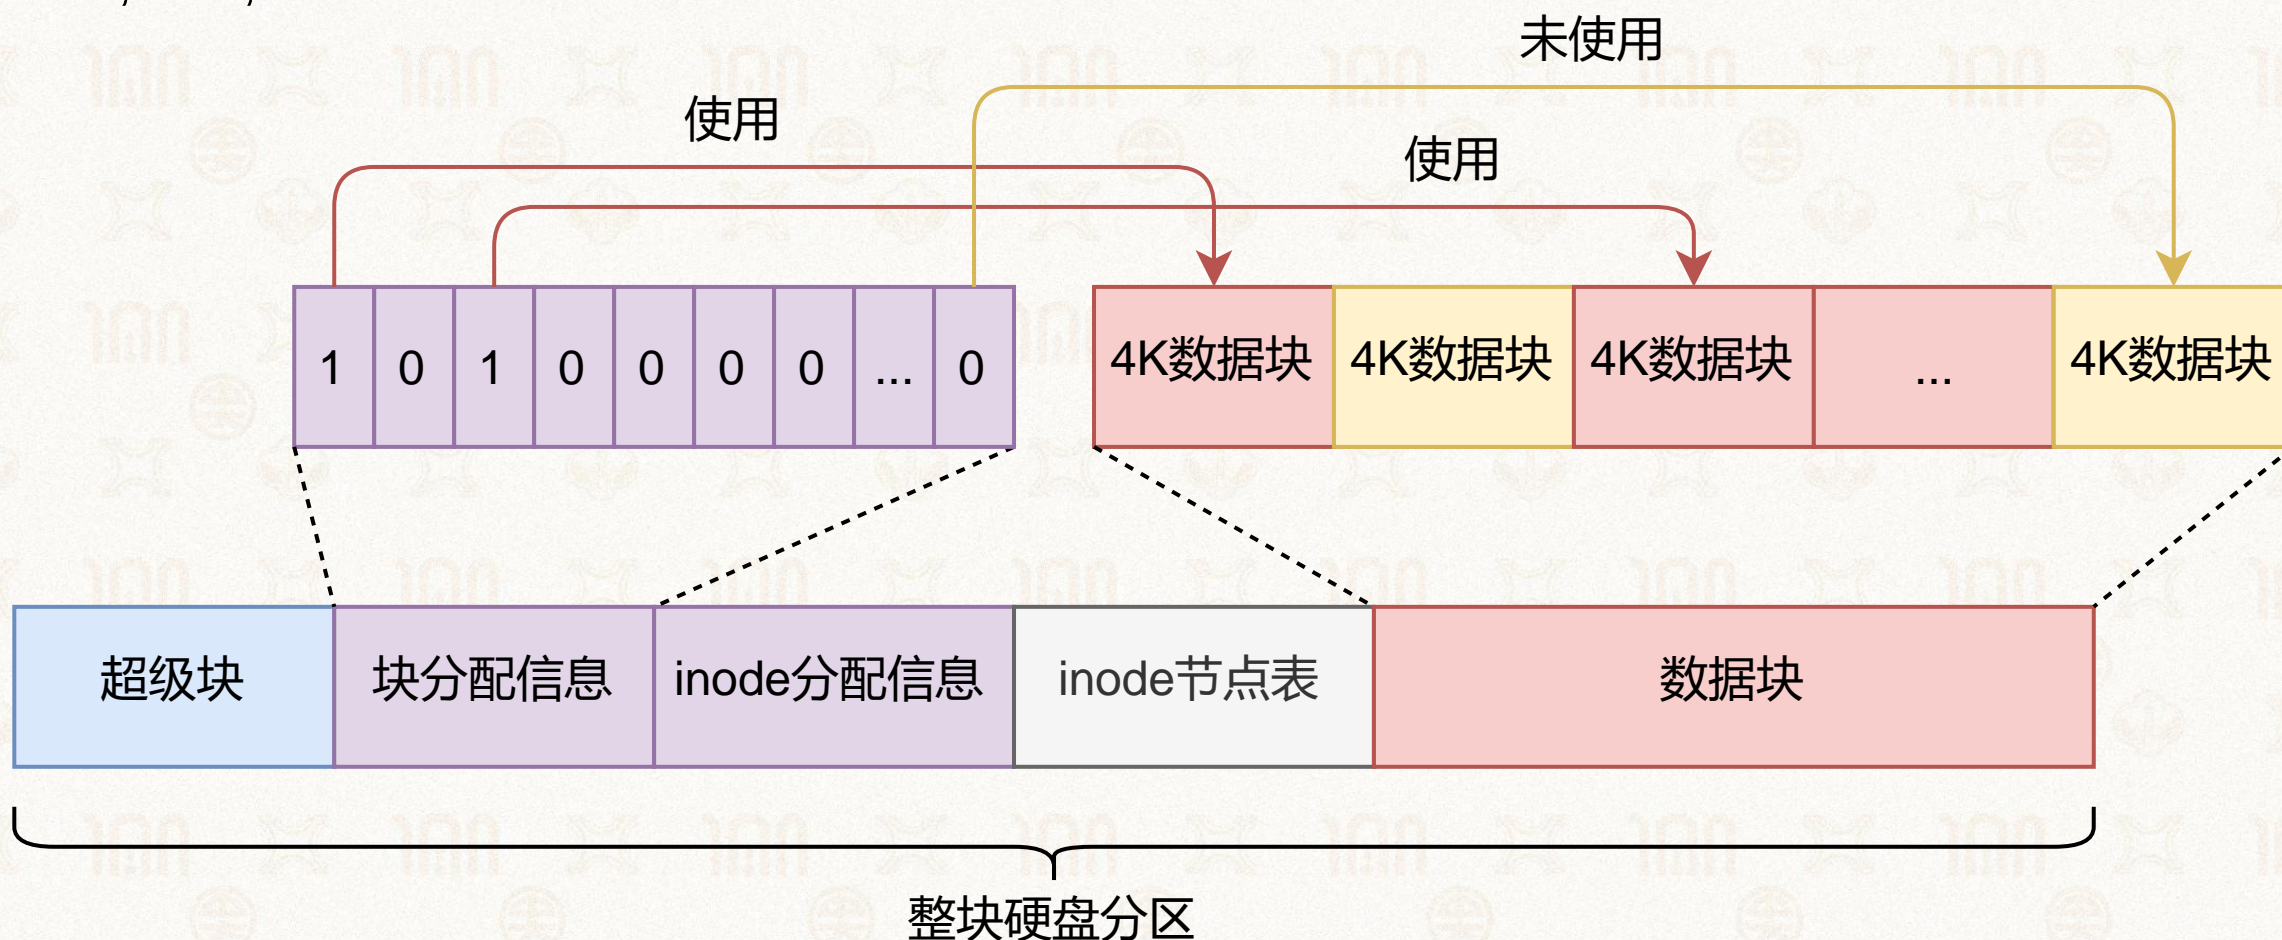 未使用
使用
使用
1 0 1 0 0 0 0 ... 0
4K数据块 4K数据块 4K数据块 ... 4K数据块
超级块 块分配信息 inode分配信息 inode节点表 数据块
整块硬盘分区